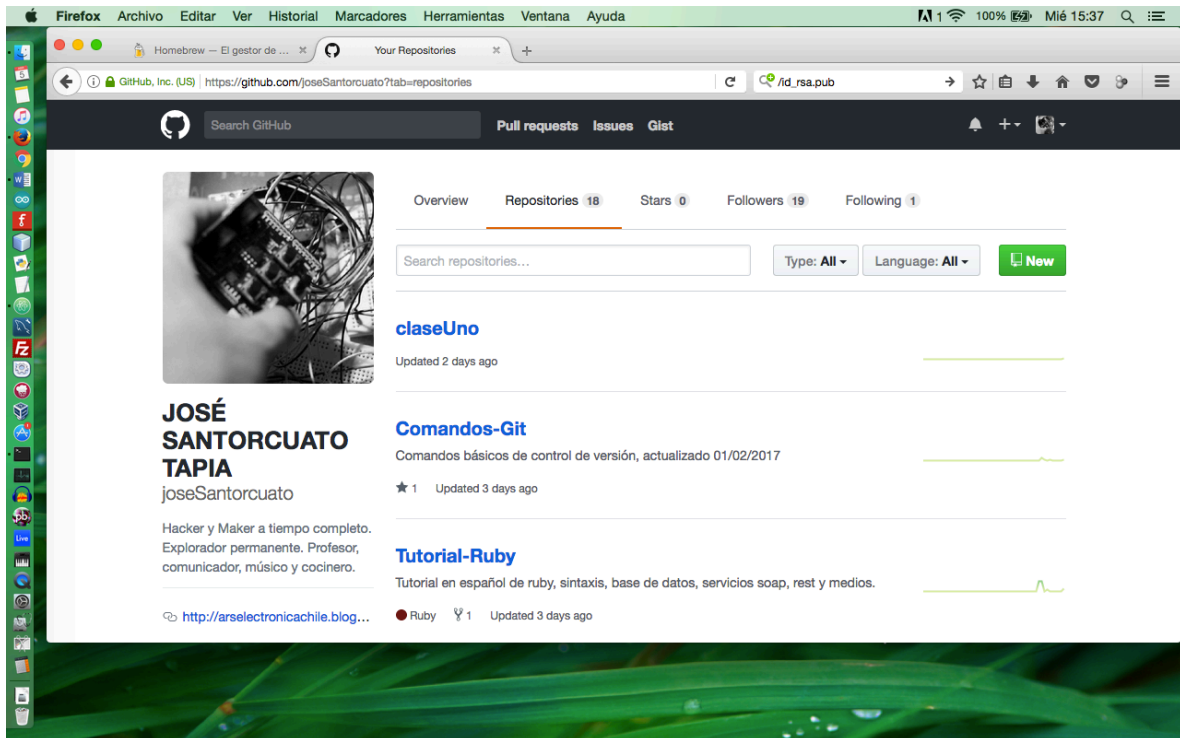 Firefox Archivo Editar Ver Historial Marcadores Herramientas Ventana Ayuda 1 100% Mié 15:37
Homebrew — El gestor de ... Your Repositories
GitHub, Inc. (US) https://github.com/joseSantorcuato?tab=repositories /id_rsa.pub
Search GitHub Pull requests Issues Gist
Overview Repositories 18 Stars 0 Followers 19 Following 1
Search repositories... Type: All Language: All New
claseUno
Updated 2 days ago
JOSÉ
SANTORCUATO
TAPIA
joseSantorcuato
Hacker y Maker a tiempo completo.
Explorador permanente. Profesor,
comunicador, músico y cocinero.
http://arselectronicachile.blog...
Comandos-Git
Comandos básicos de control de versión, actualizado 01/02/2017
1 Updated 3 days ago
Tutorial-Ruby
Tutorial en español de ruby, sintaxis, base de datos, servicios soap, rest y medios.
Ruby 1 Updated 3 days ago
5
W
f
Fz
pb
Live